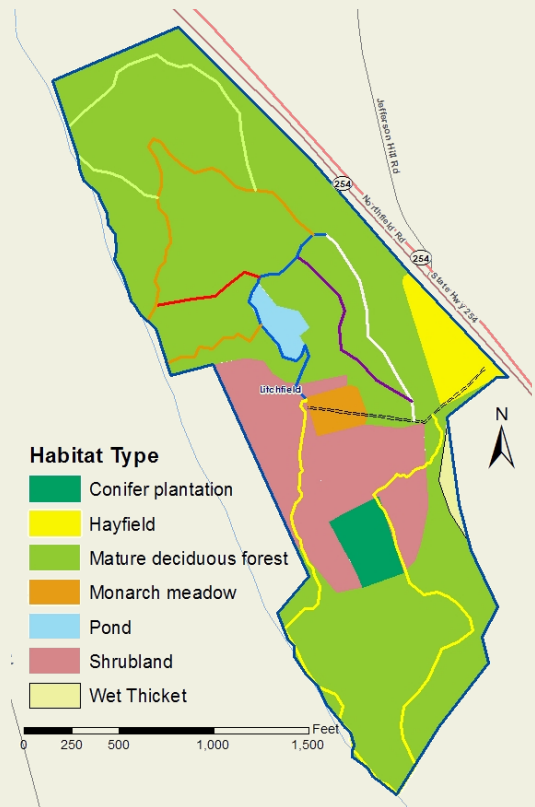 Jefferson Hill Rd
254
Northfield Rd
254
State Hwy 254
Litchfield
N
Habitat Type
Conifer plantation
Hayfield
Mature deciduous forest
Monarch meadow
Pond
Shrubland
Wet Thicket
Feet
0 250 500 1,000 1,500